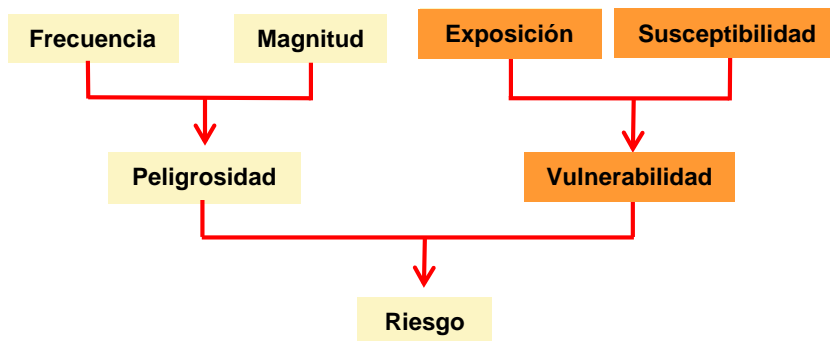 Frecuencia
Magnitud
Exposición
Susceptibilidad
Peligrosidad
Vulnerabilidad
Riesgo